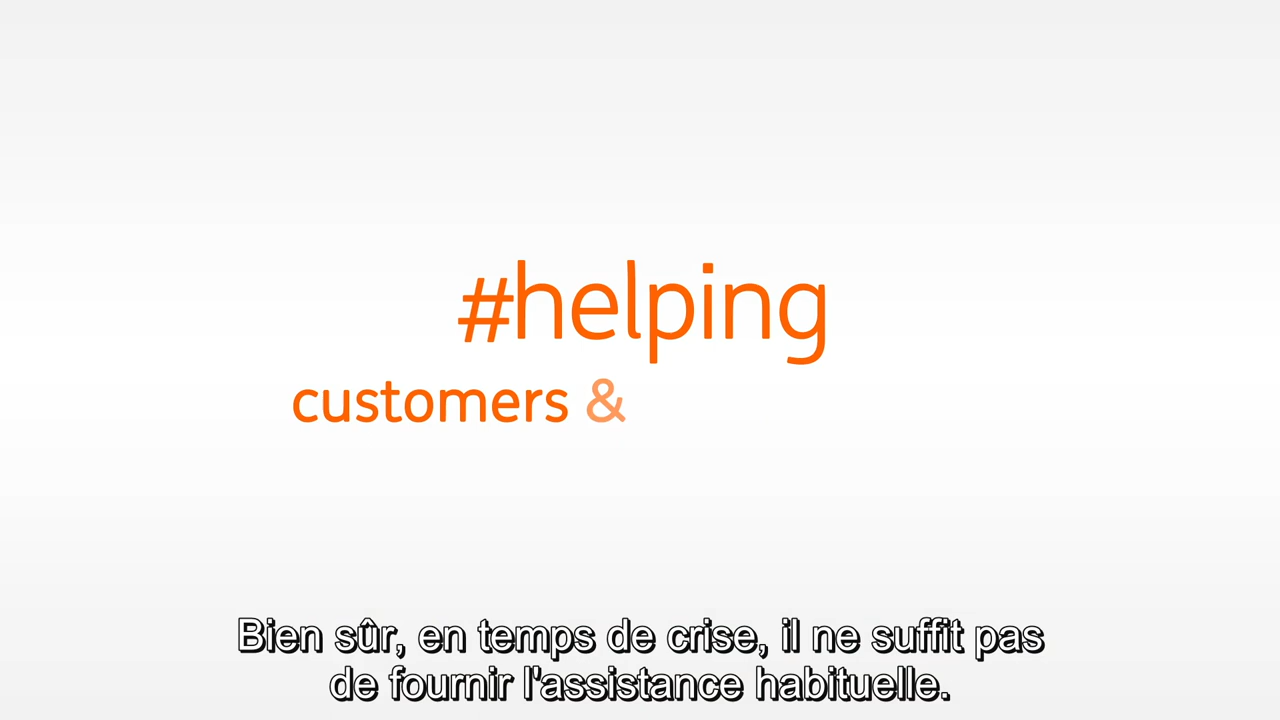 #helping
customers &
Bien sûr, en temps de crise, il ne suffit pas
de fournir l'assistance habituelle.